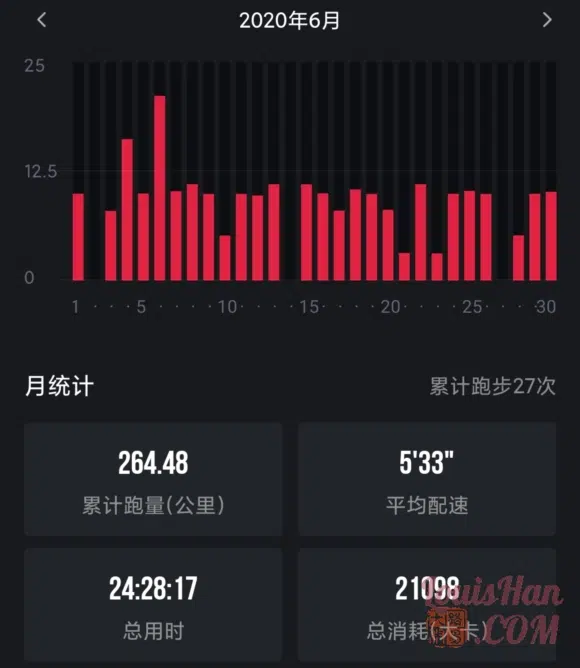 2020年6月
25
12.5
0
1 · · · 5 · · · · 10 · · · · 15 · · · · 20 · · · · 25 · · · · 30
月统计
累计跑步27次
264.48
5'33"
累计跑量(公里)
平均配速
24:28:17
21098
总用时
总消耗(大卡)
LouisHan
.COM